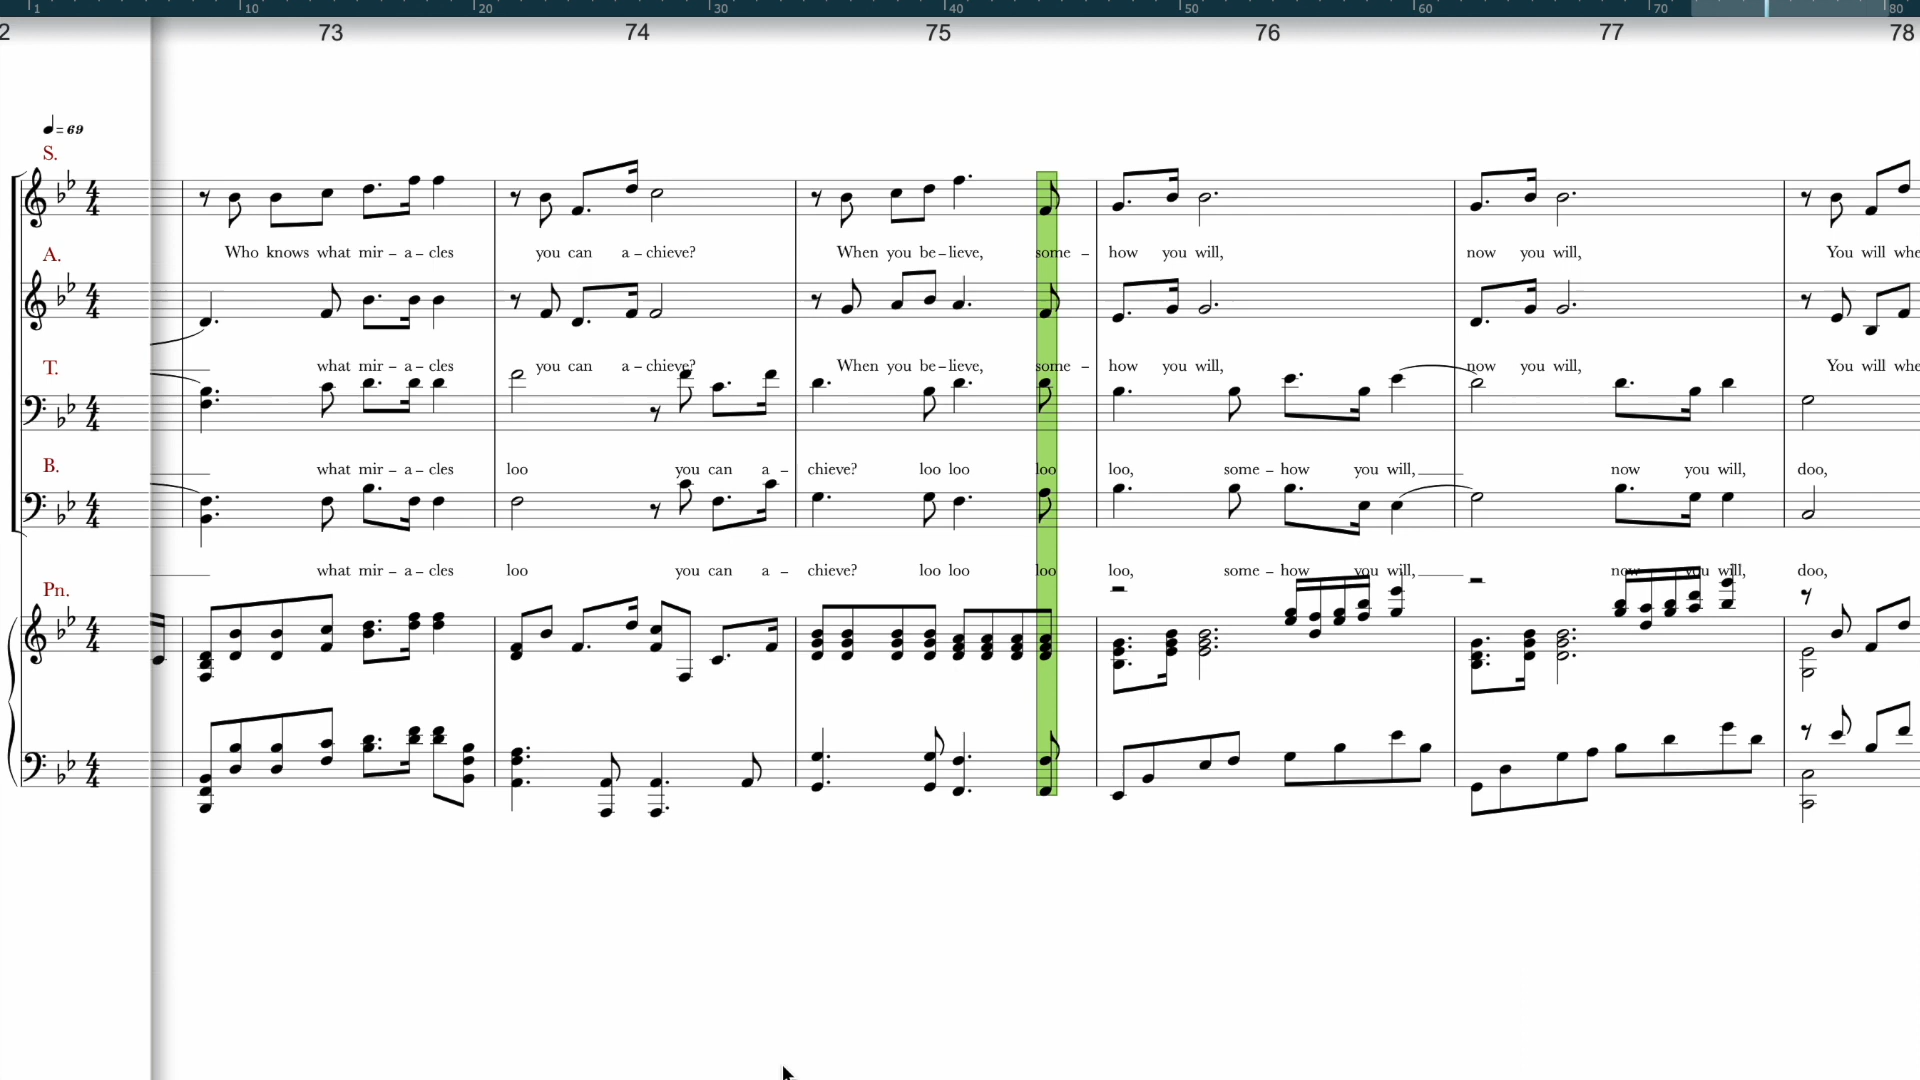 1 10 20 30 40 50 60 70 80
2 73 74 75 76 77 78
= 69
S.
Who knows what mir – a – cles you can a – chieve? When you be – lieve, some – how you will, now you will, You will whe
A.
what mir – a – cles you can a – chieve? When you be – lieve, some – how you will, now you will, You will whe
T.
what mir – a – cles loo you can a – chieve? loo loo loo loo, some – how you will, now you will, doo,
B.
what mir – a – cles loo you can a – chieve? loo loo loo loo, some – how you will, now you will, doo,
Pn.